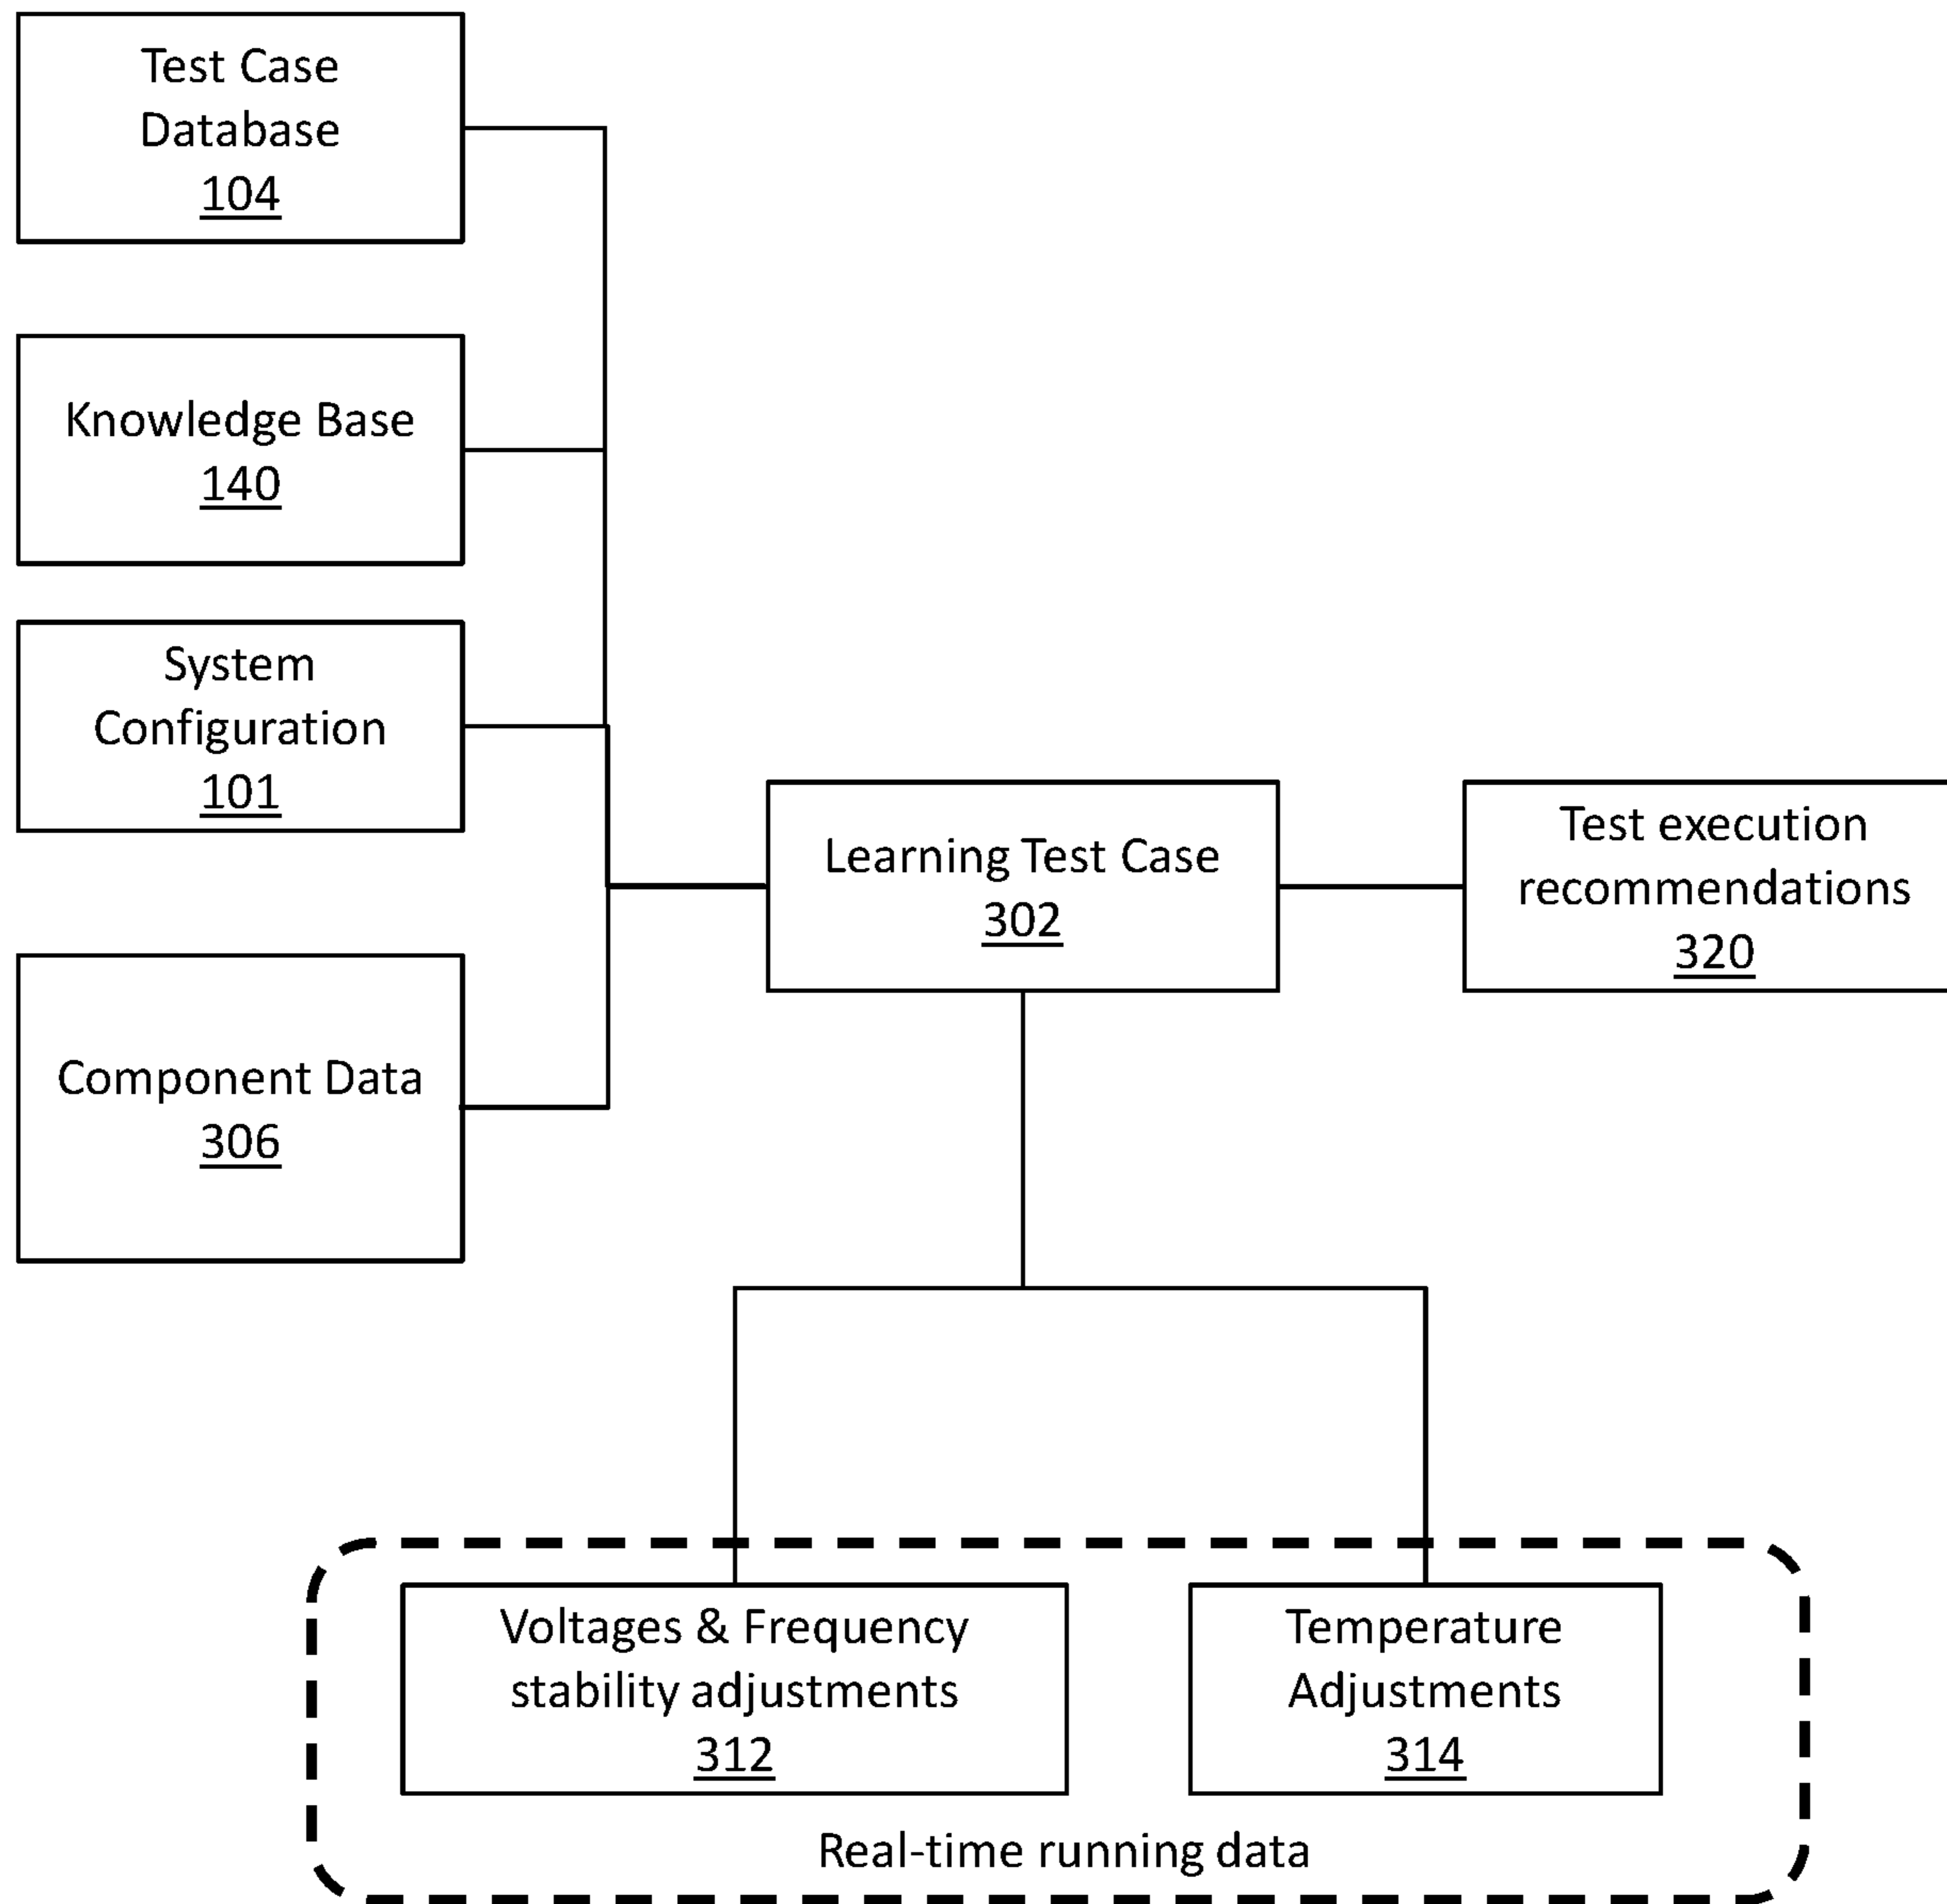 Test Case
Database
104
Knowledge Base
140
System
Configuration
101
Component Data
306
Learning Test Case
302
Test execution
recommendations
320
Voltages & Frequency
stability adjustments
312
Temperature
Adjustments
314
Real-time running data